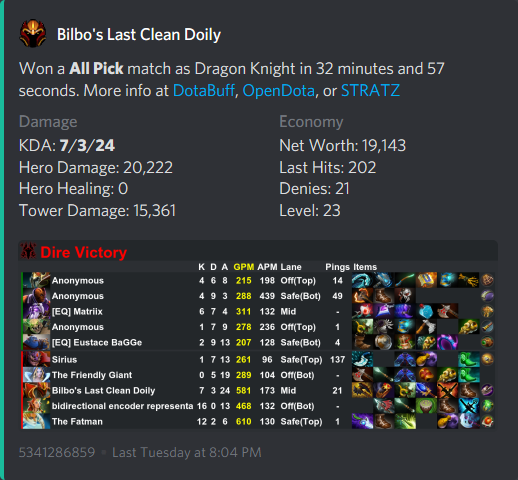 Bilbo's Last Clean Doily
Won a All Pick match as Dragon Knight in 32 minutes and 57
seconds. More info at DotaBuff, OpenDota, or STRATZ
Damage Economy
KDA: 7/3/24 Net Worth: 19,143
Hero Damage: 20,222 Last Hits: 202
Hero Healing: 0 Denies: 21
Tower Damage: 15,361 Level: 23
Dire Victory
K D A GPM APM Lane Pings Items
Anonymous 4 6 8 215 198 Off(Top) 14
Anonymous 4 9 3 288 439 Safe(Bot) 49
[EQ] Matriix 6 7 4 311 132 Mid -
Anonymous 1 7 9 278 236 Off(Top) 1
[EQ] Eustace BaGGe 2 9 13 207 128 Safe(Bot) 4
Sirius 1 7 13 261 96 Safe(Top) 137
The Friendly Giant 0 5 19 289 104 Off(Bot) -
Bilbo's Last Clean Doily 7 3 24 581 173 Mid 21
bidirectional encoder representa 16 0 13 468 132 Off(Bot) -
The Fatman 12 2 6 610 130 Safe(Top) 1
5341286859 • Last Tuesday at 8:04 PM